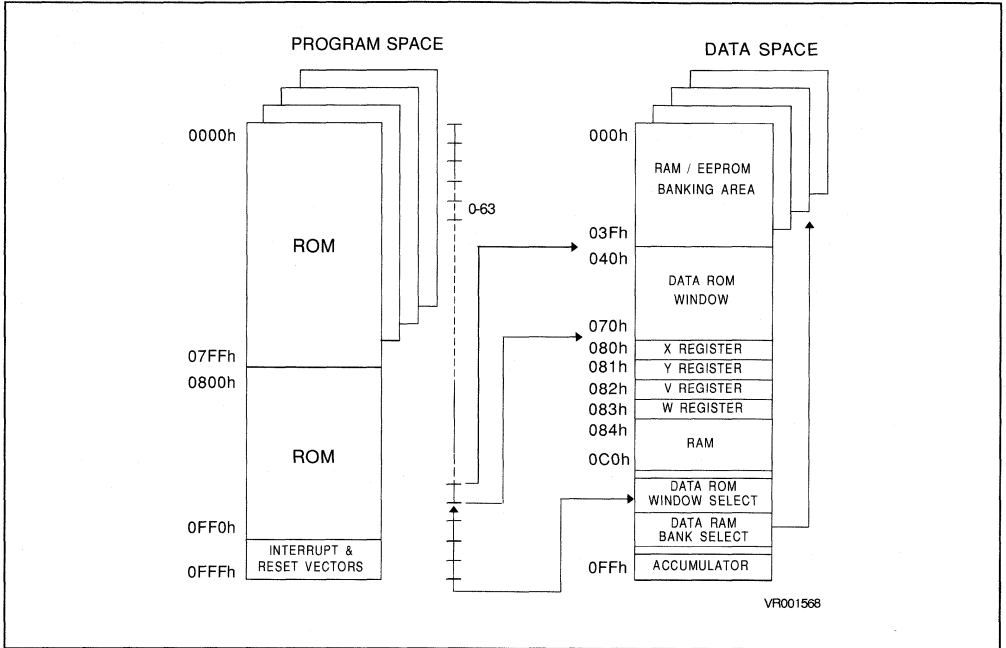 PROGRAM SPACE
0000h
ROM
07FFh
0800h
ROM
0FF0h
INTERRUPT &
RESET VECTORS
0FFFh
0-63
DATA SPACE
000h
RAM / EEPROM
BANKING AREA
03Fh
040h
DATA ROM
WINDOW
070h
080h X REGISTER
081h Y REGISTER
082h V REGISTER
083h W REGISTER
084h
RAM
0C0h
DATA ROM
WINDOW SELECT
DATA RAM
BANK SELECT
0FFh ACCUMULATOR
VR001568